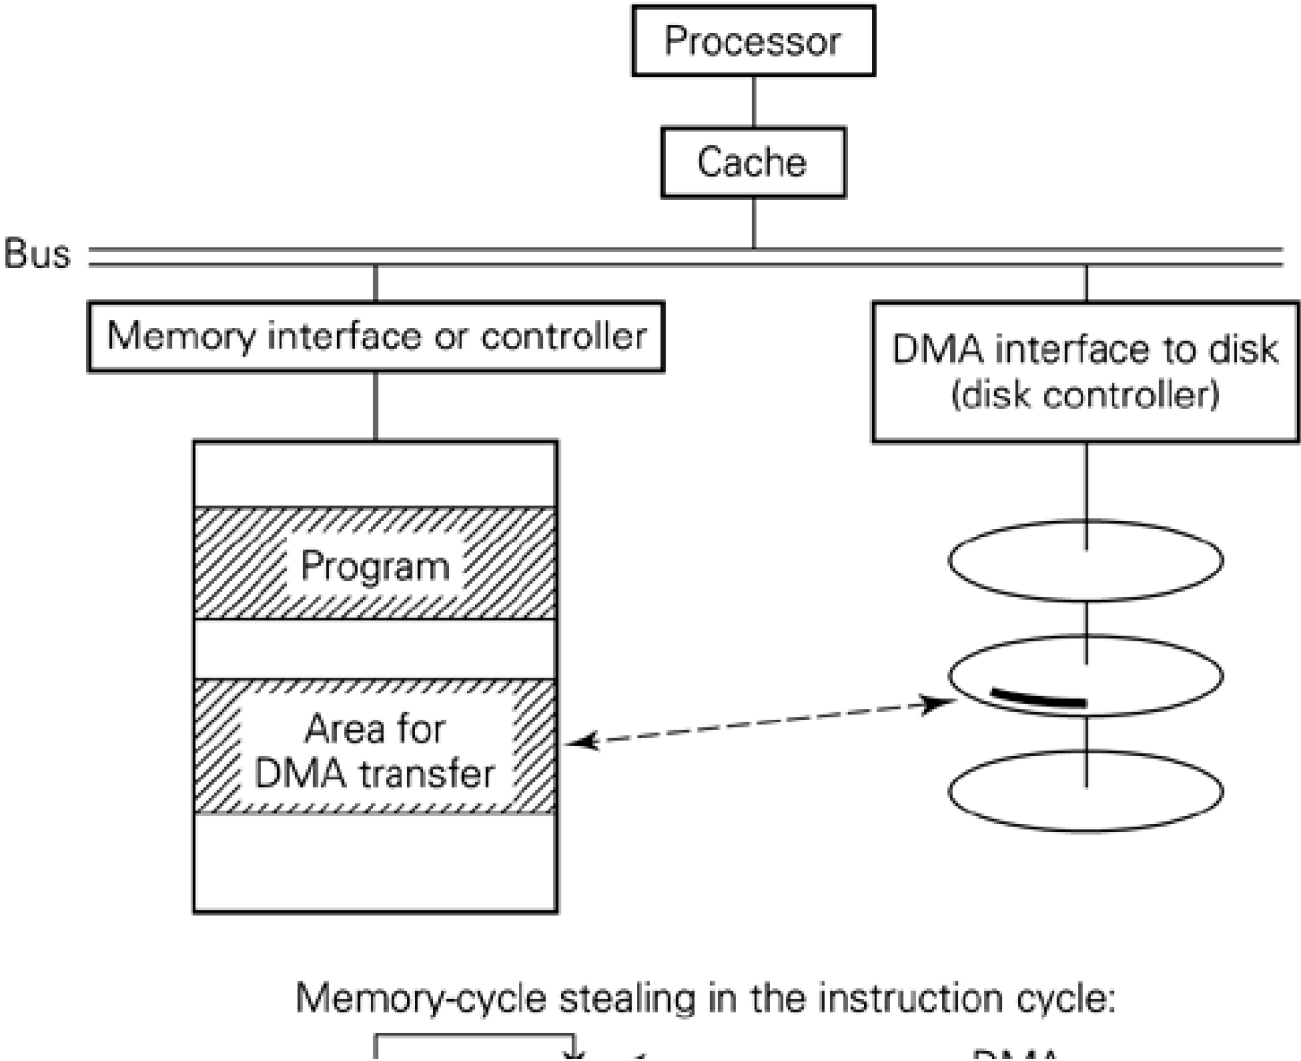 Processor
Cache
Bus
Memory interface or controller
DMA interface to disk
(disk controller)
Program
Area for
DMA transfer
Memory-cycle stealing in the instruction cycle:
DMA